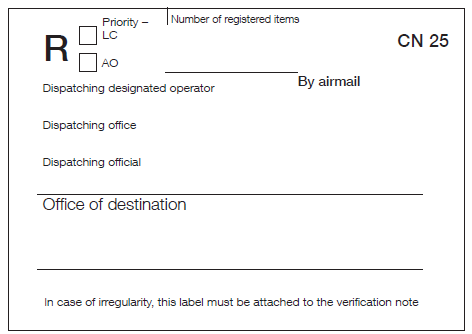 R
Priority –
LC
AO
Number of registered items
CN 25
By airmail
Dispatching designated operator
Dispatching office
Dispatching official
Office of destination
In case of irregularity, this label must be attached to the verification note